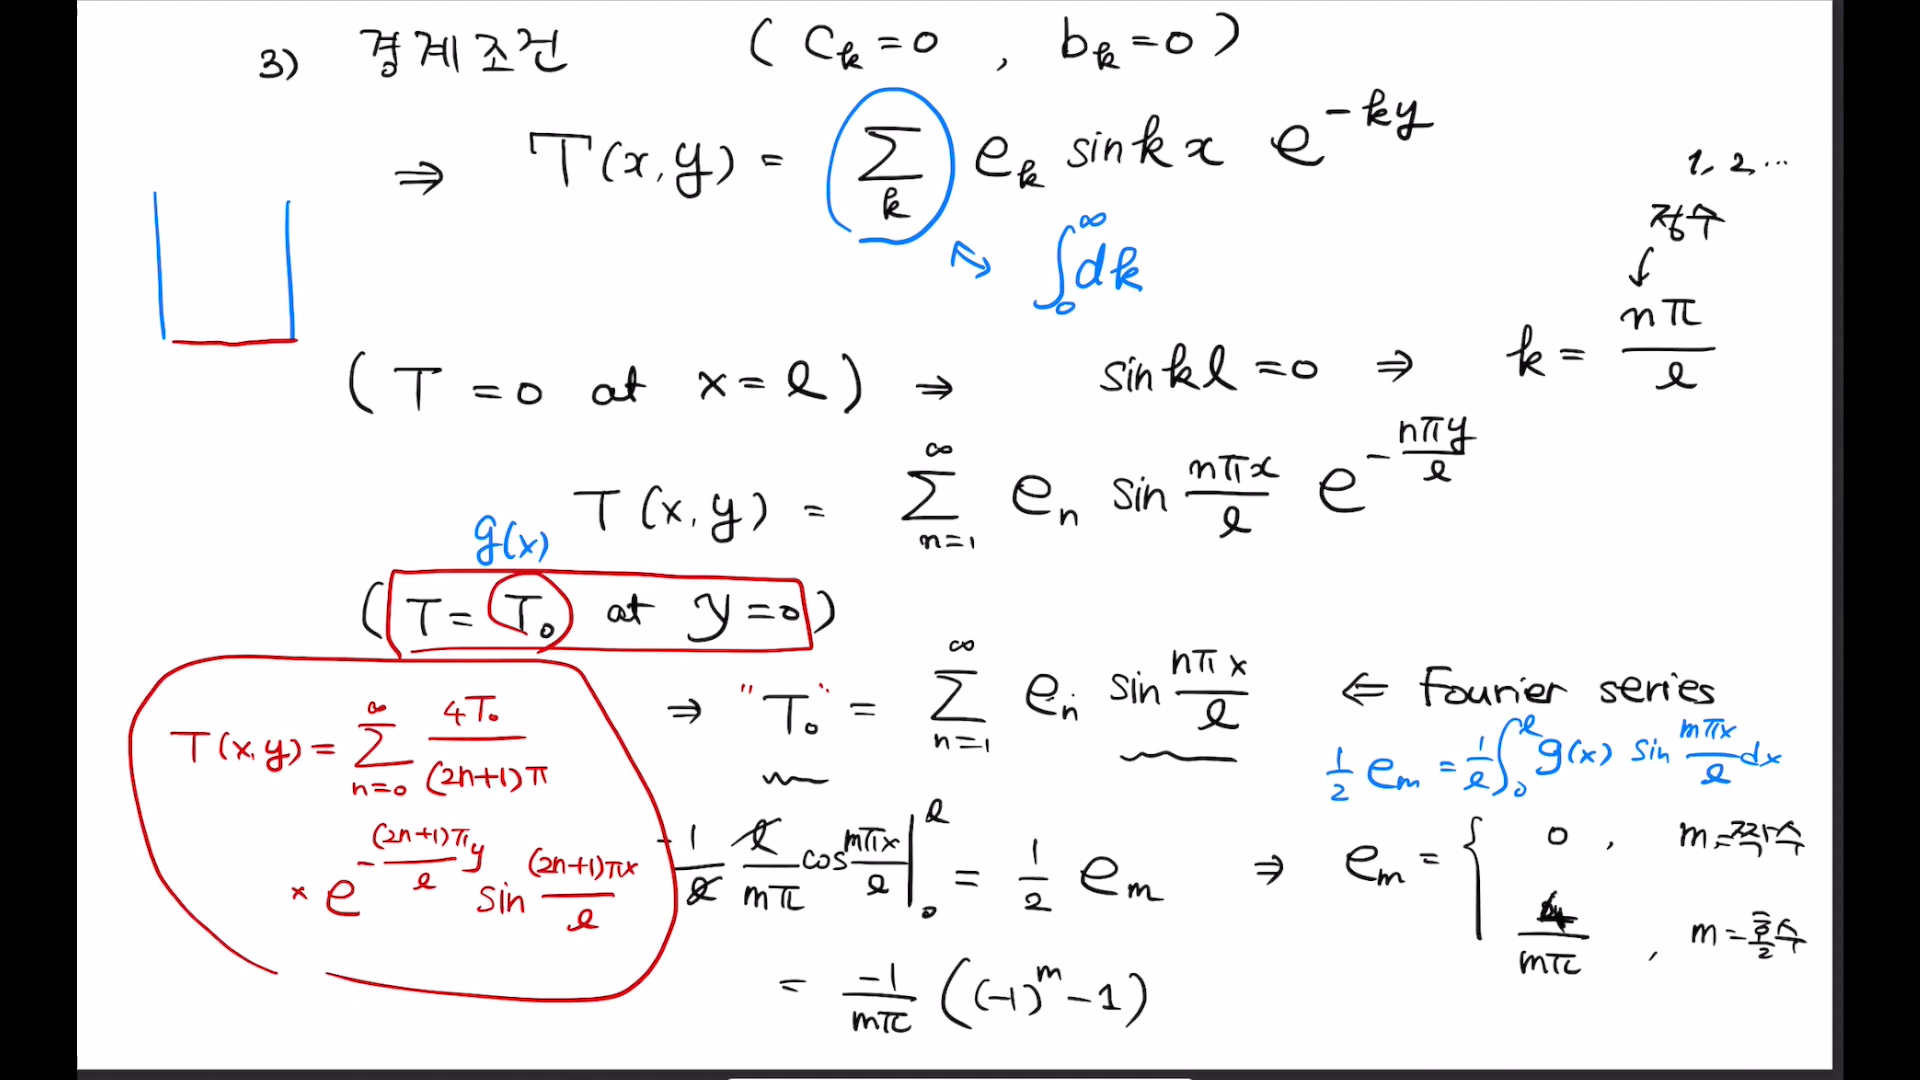 3) 경계조건 ( c_k = 0 , b_k = 0 )
⇒ T(x,y) = ∑_k e_k sin kx e^{-ky}
1, 2, ...
정수
↓
↔ ∫_0^∞ dk
( T = 0 at x = l ) ⇒ sin kl = 0 ⇒ k = nπ/l
T(x,y) = ∑_{n=1}^∞ e_n sin nπx/l e^{-nπy/l}
g(x)
( T = T_0 at y = 0 )
⇒ "T_0" = ∑_{n=1}^∞ e_n sin nπx/l ⇐ Fourier series
1/2 e_m = 1/l ∫_0^l g(x) sin mπx/l dx
T(x,y) = ∑_{n=0}^∞ 4T_0/(2n+1)π
× e^{-(2n+1)πy/l} sin (2n+1)πx/l
-1/l l/mπ cos mπx/l |_0^l = 1/2 e_m ⇒ e_m = { 0 , m=짝수
4/mπ , m=홀수
= -1/mπ ((-1)^m - 1)